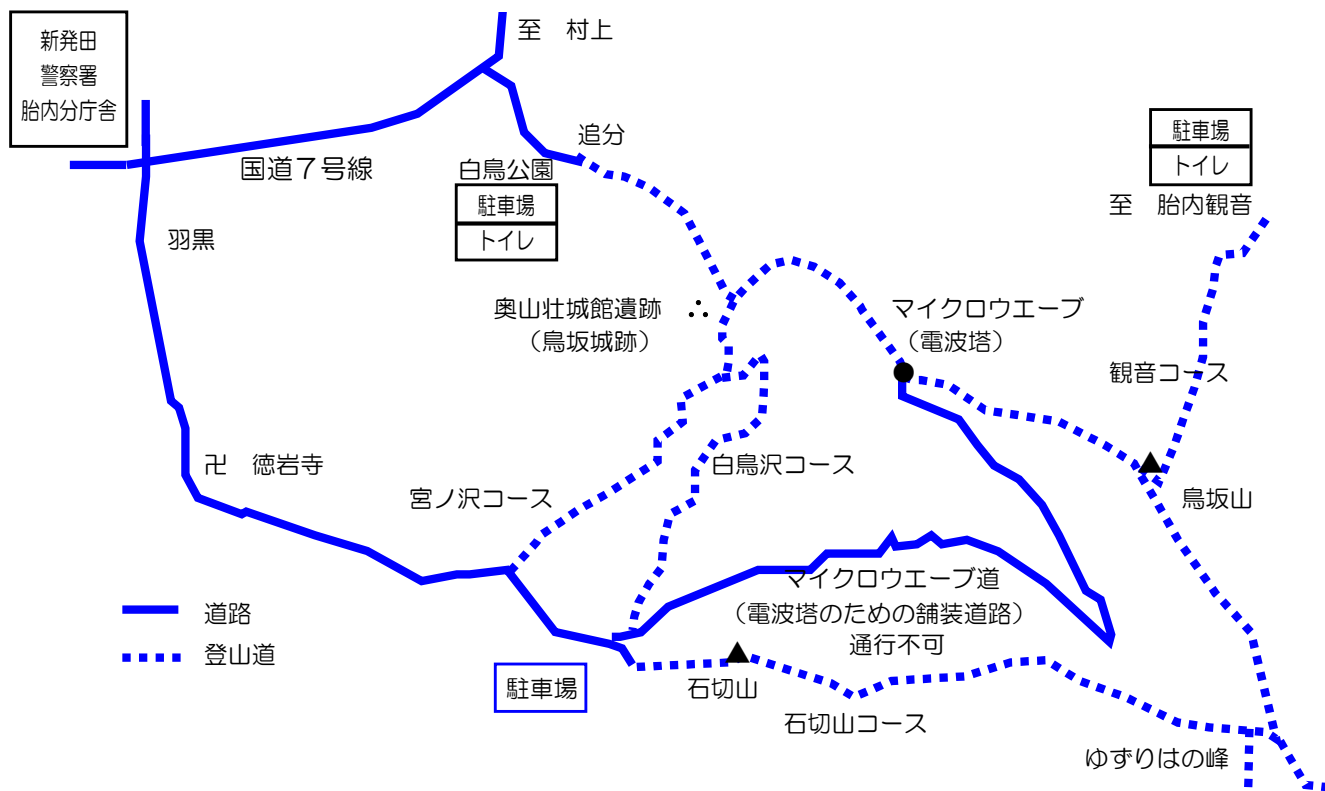 新発田
警察署
胎内分庁舎
至　村上
追分
国道７号線
白鳥公園
駐車場
トイレ
駐車場
トイレ
至　胎内観音
羽黒
奥山荘城館遺跡
（鳥坂城跡）
マイクロウエーブ
（電波塔）
観音コース
卍　徳岩寺
宮ノ沢コース
白鳥沢コース
鳥坂山
マイクロウエーブ道
（電波塔のための舗装道路）
通行不可
道路
登山道
駐車場
石切山
石切山コース
ゆずりはの峰